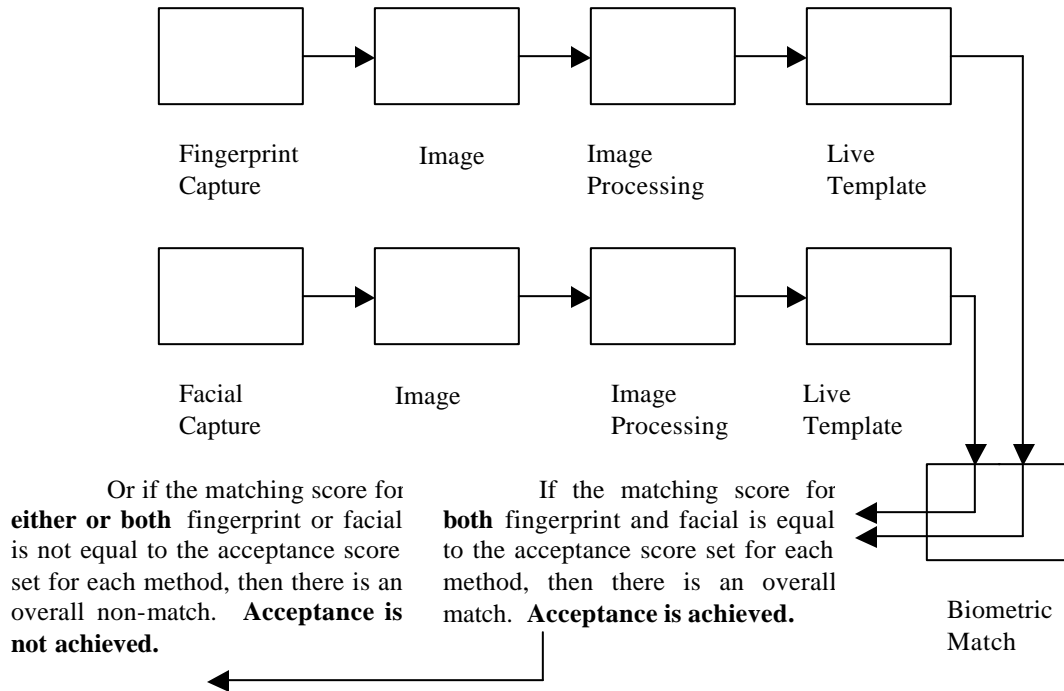 Fingerprint
Capture
Image
Image
Processing
Live
Template
Facial
Capture
Image
Image
Processing
Live
Template
Or if the matching score for
either or both fingerprint or facial
is not equal to the acceptance score
set for each method, then there is an
overall non-match. Acceptance is
not achieved.
If the matching score for
both fingerprint and facial is equal
to the acceptance score set for each
method, then there is an overall
match. Acceptance is achieved.
Biometric
Match